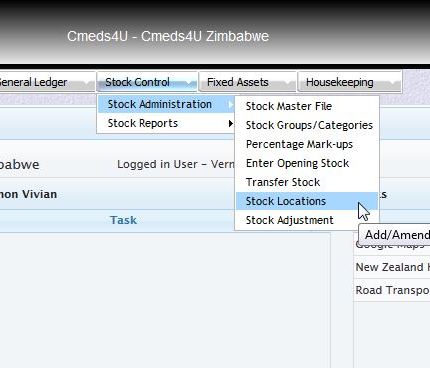 Cmeds4U - Cmeds4U Zimbabwe
General Ledger Stock Control Fixed Assets Housekeeping
Stock Administration
Stock Reports
Stock Master File
Stock Groups/Categories
Percentage Mark-ups
Enter Opening Stock
Transfer Stock
Stock Locations
Stock Adjustment
babwe Logged in User - Vern
non Vivian
Task
Add/Amend
Google Maps
New Zealand
Road Transpo